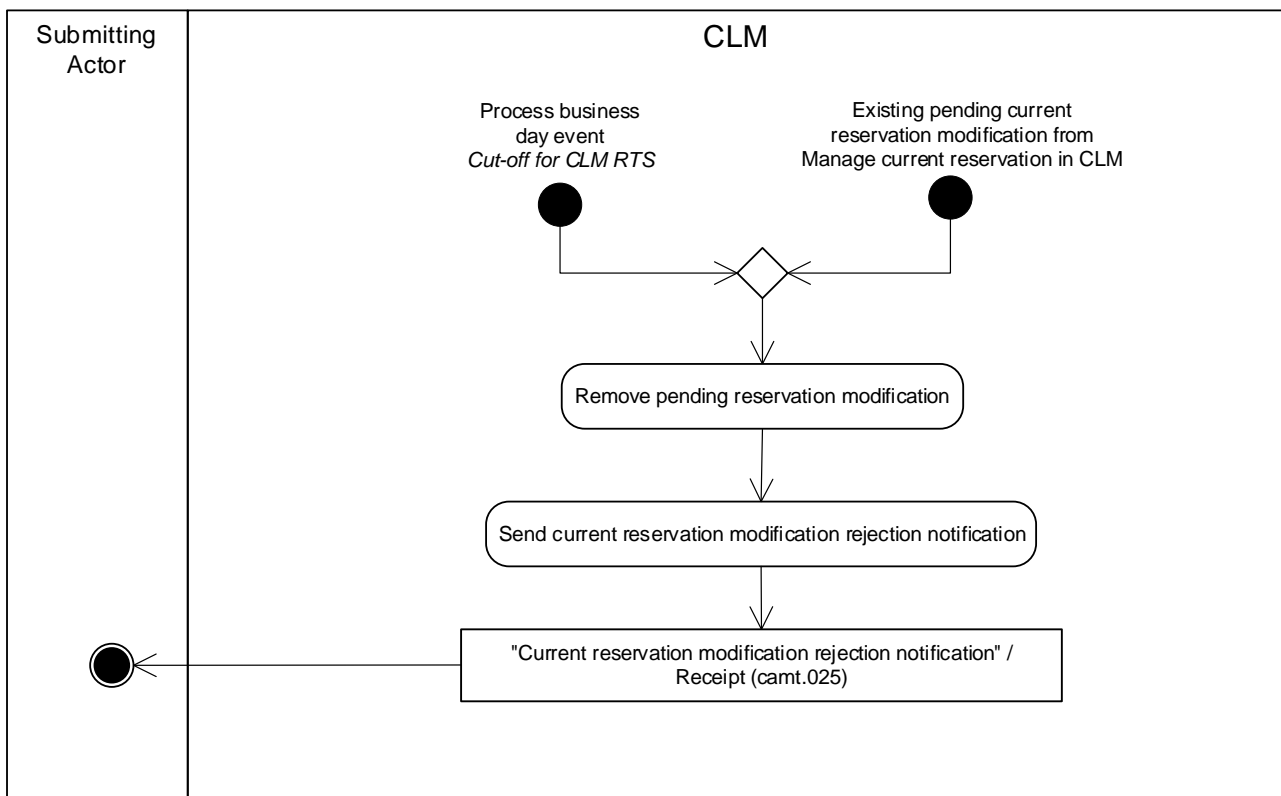 Submitting
Actor
CLM
Process business
day event
Cut-off for CLM RTS
Existing pending current
reservation modification from
Manage current reservation in CLM
Remove pending reservation modification
Send current reservation modification rejection notification
"Current reservation modification rejection notification" /
Receipt (camt.025)